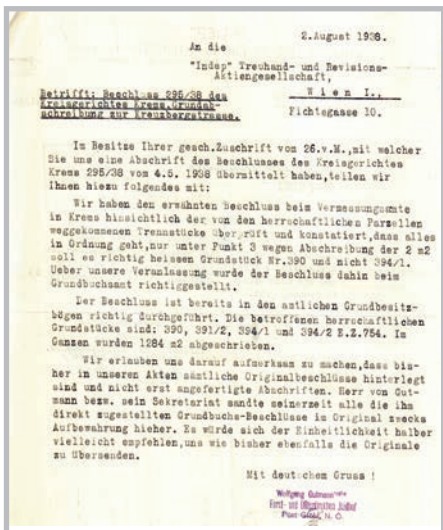 2.August 1938.
An die
"Indep" Treuhand- und Revisions-
Aktiengesellschaft,
Betrifft: Beschluss 295/38 des
W i e n I.,
Kreisgerichtes Krems, Grundab-
schreibung zur Kreuzbergstrasse.
Fichtegasse 10.
Im Besitze Ihrer gesch.Zuschrift vom 26.v.M.,mit welcher
Sie uns eine Abschrift des Beschlusses des Kreisgerichtes
Krems 295/38 vom 4.5. 1938 übermittelt haben,teilen wir
Ihnen hiezu folgendes mit:
Wir haben den erwähnten Beschluss beim Vermessungsamte
in Krems hinsichtlich der von den herrschaftlichen Parzellen
weggekommenen Trennstücke überprüft und konstatiert,dass alles
in Ordnung geht,nur unter Punkt 3 wegen Abschreibung der 2 m2
soll es richtig heissen Grundstück Nr.390 und nicht 394/1.
Ueber unsere Veranlassung wurde der Beschluss dahin beim
Grundbuchsamt richtiggestellt.
Der Beschluss ist bereits in den amtlichen Grundbesitz-
bögen richtig durchgeführt. Die betroffenen herrschaftlichen
Grundstücke sind: 390, 391/2, 394/1 und 394/2 E.Z.754. Im
Ganzen wurden 1284 m2 abgeschrieben.
Wir erlauben uns darauf aufmerksam zu machen,dass bis-
her in unseren Akten samtliche Originalbeschlüsse hinterlegt
sind und nicht erst angefertigte Abschriften. Herr von Gut-
mann bezw. sein Sekretariat sandte seinerzeit alle die ihm
direkt zugestellten Grundbuchs-Beschlüsse im Original zwecks
Aufbewahrung hieher. Es würde sich der Einheitlichkeit halber
vielleicht empfehlen,uns wie bisher ebenfalls die Originale
zu übersenden.
Mit deutschem Gruss !
Wolfgang Gutmann
Forst- und
Post Gföhl, N. Ö.